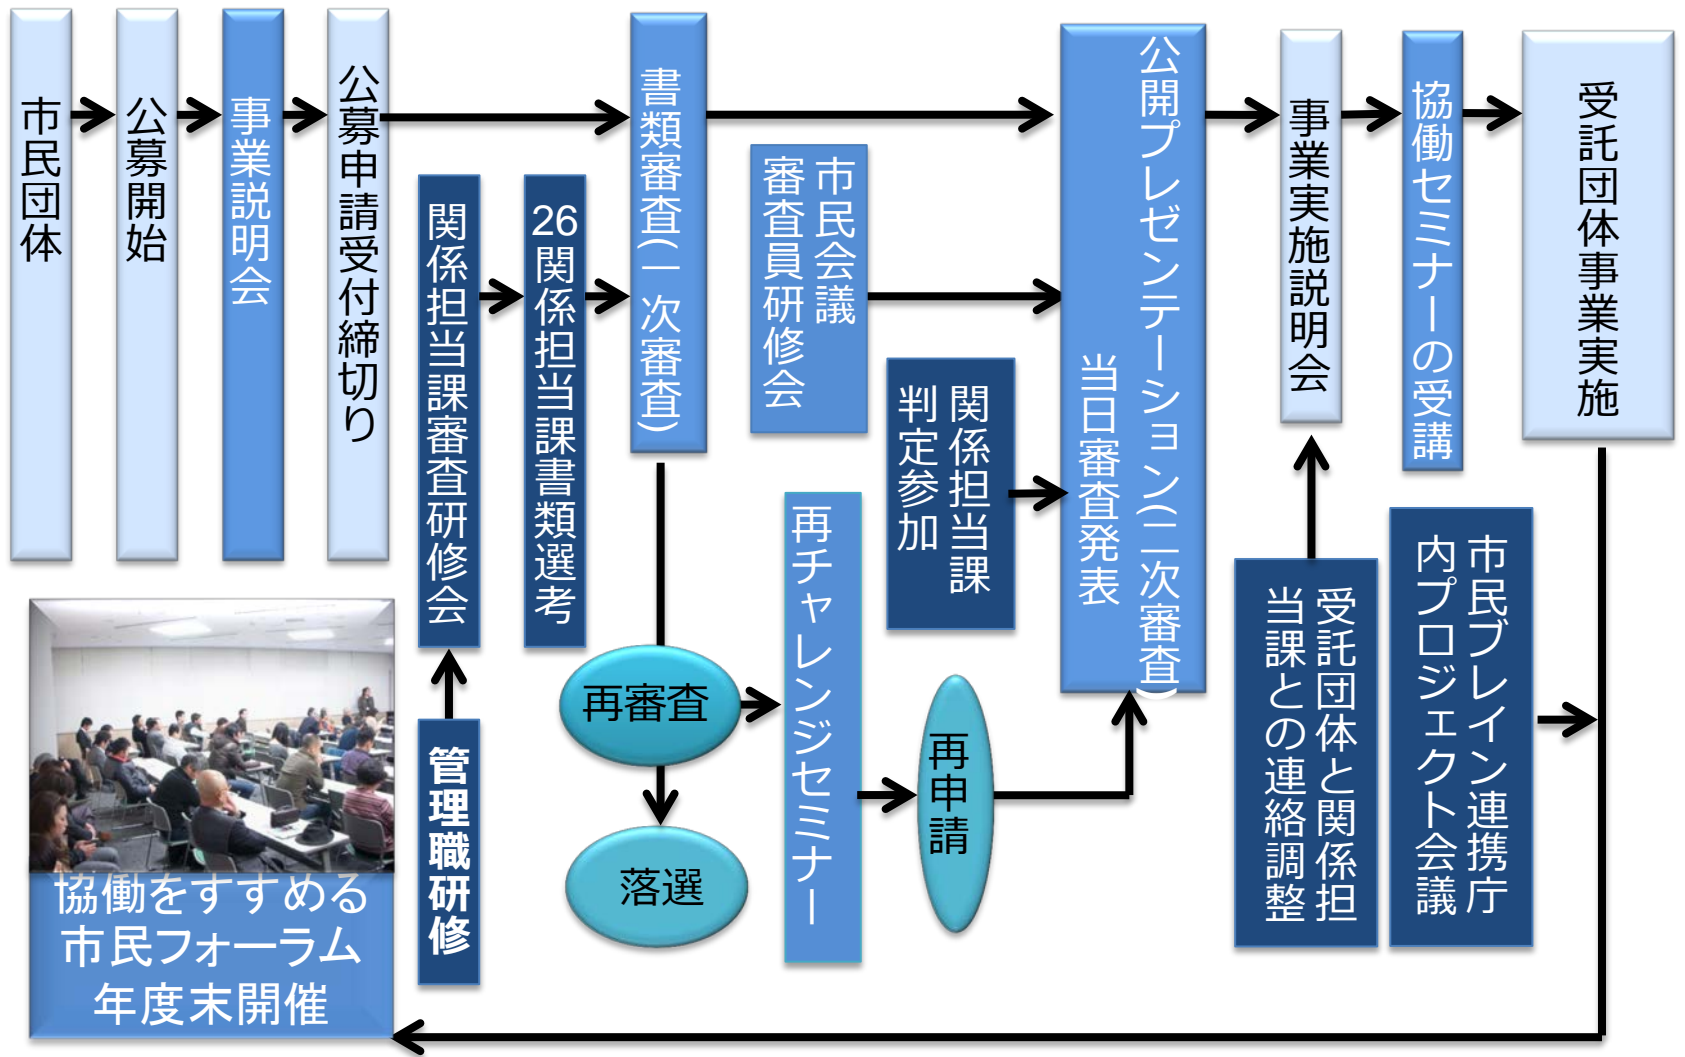 市民団体
公募開始
事業説明会
公募申請受付締切り
関係担当課審査研修会
管理職研修
26関係担当課書類選考
書類審査(一次審査)
再審査
落選
市民会議
審査員研修会
再チャレンジセミナー
関係担当課
判定参加
再申請
公開プレゼンテーション(二次審査)
当日審査発表
事業実施説明会
受託団体と関係担
当課との連絡調整
協働セミナーの受講
市民ブレイン連携庁
内プロジェクト会議
受託団体事業実施
協働をすすめる
市民フォーラム
年度末開催